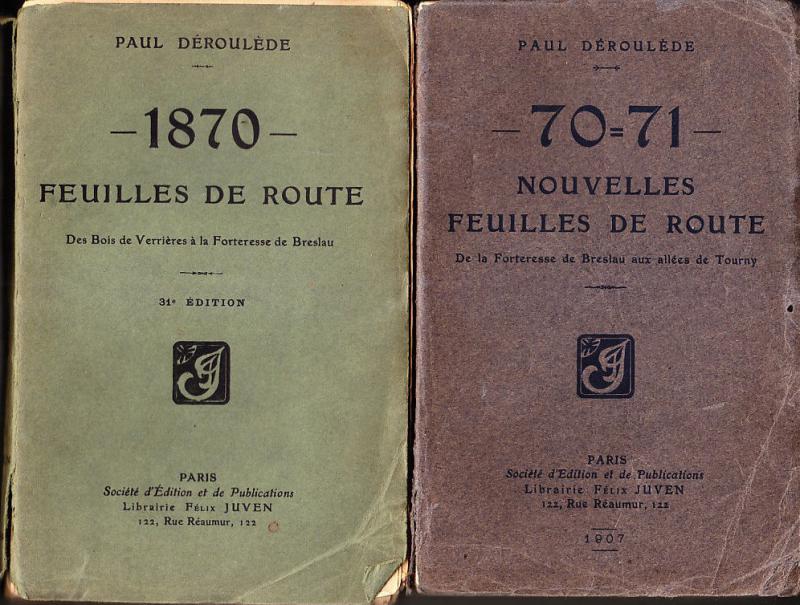 PAUL DÉROULÈDE
—1870—
FEUILLES DE ROUTE
Des Bois de Verrières à la Forteresse de Breslau
31e ÉDITION
PARIS
Société d'Édition et de Publications
Librairie FÉLIX JUVEN
122, Rue Réaumur, 122
PAUL DÉROULÈDE
—70=71—
NOUVELLES
FEUILLES DE ROUTE
De la Forteresse de Breslau aux allées de Tourny
PARIS
Société d'Edition et de Publications
Librairie FÉLIX JUVEN
122, Rue Réaumur, 122
1907